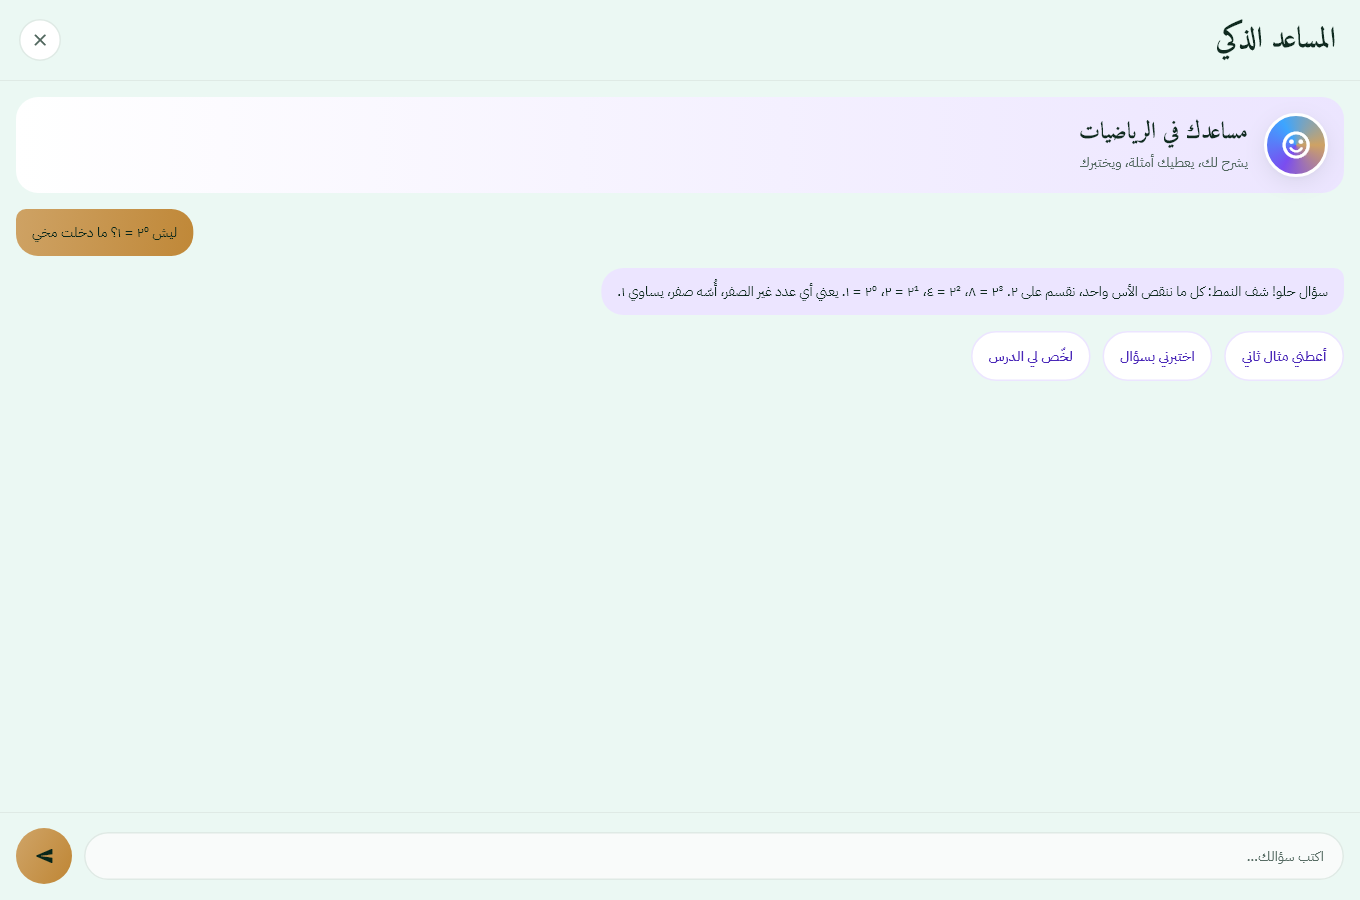 المساعد الذكي
مساعدك في الرياضيات
يشرح لك، يعطيك أمثلة، ويختبرك
ليش ٢⁰ = ١؟ ما دخلت مخي
سؤال حلو! شف النمط: كل ما ننقص الأس واحد، نقسم على ٢. ٢³ = ٨، ٢² = ٤، ٢¹ = ٢، ٢⁰ = ١. يعني أي عدد غير الصفر، أُسّه صفر، يساوي ١.
أعطني مثال ثاني
اختبرني بسؤال
لخّص لي الدرس
اكتب سؤالك...